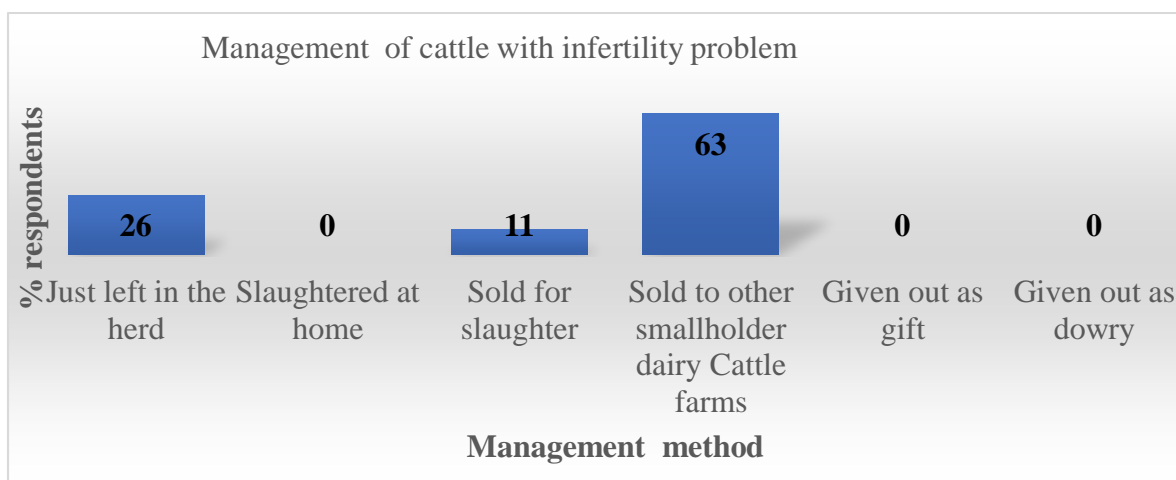 Management of cattle with infertility problem
% respondents
26
0
11
63
0
0
Just left in the
herd
Slaughtered at
home
Sold for
slaughter
Sold to other
smallholder
dairy Cattle
farms
Given out as
gift
Given out as
dowry
Management method